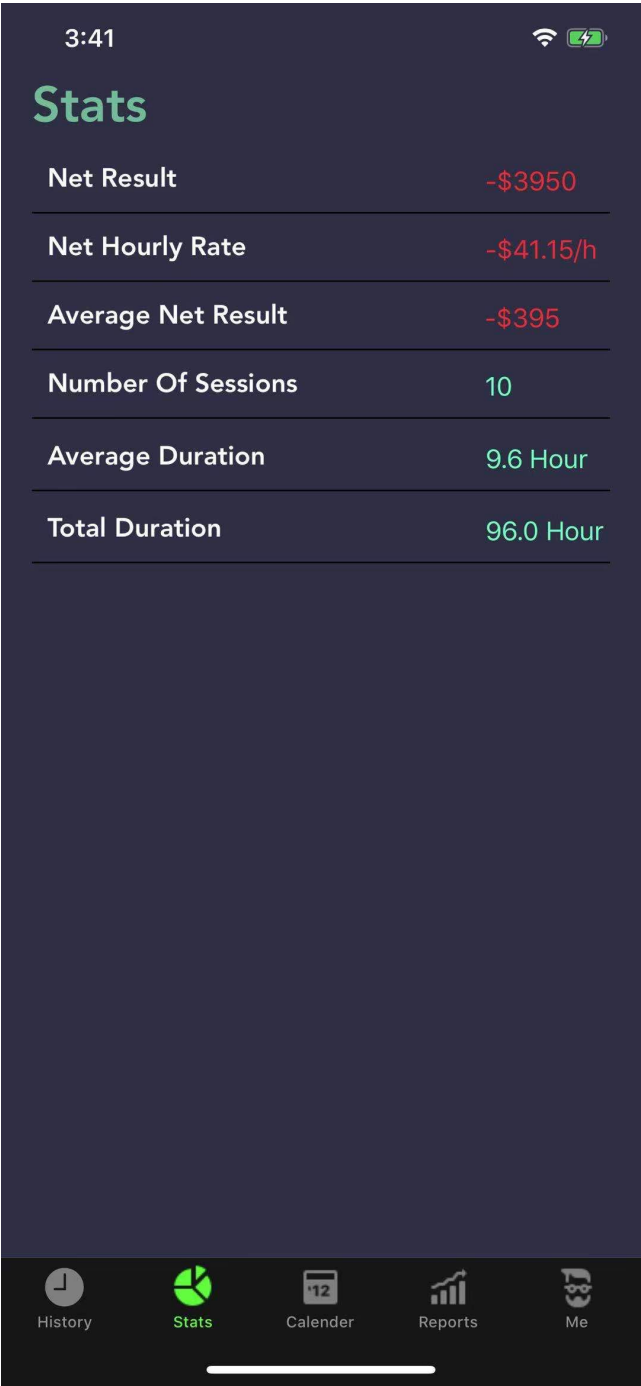 3:41
Stats
Net Result -$3950
Net Hourly Rate -$41.15/h
Average Net Result -$395
Number Of Sessions 10
Average Duration 9.6 Hour
Total Duration 96.0 Hour
'12
History Stats Calender Reports Me